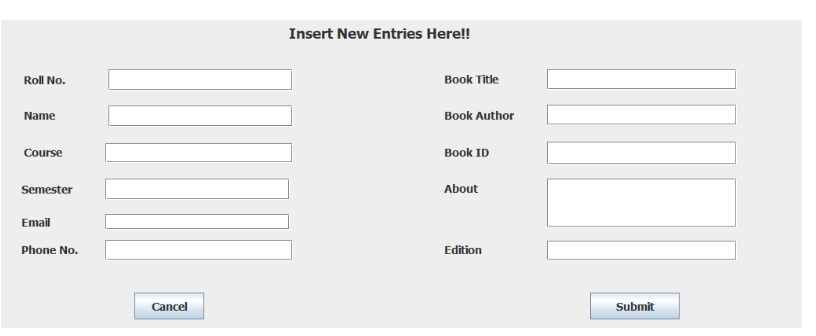 Insert New Entries Here!!
Roll No.
Name
Course
Semester
Email
Phone No.
Book Title
Book Author
Book ID
About
Edition
Cancel
Submit